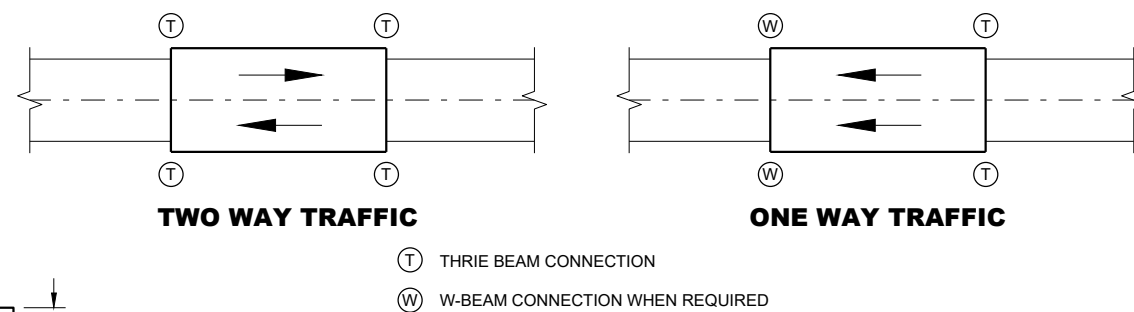 T T W T
T T W T
TWO WAY TRAFFIC ONE WAY TRAFFIC
T THRIE BEAM CONNECTION
W W-BEAM CONNECTION WHEN REQUIRED